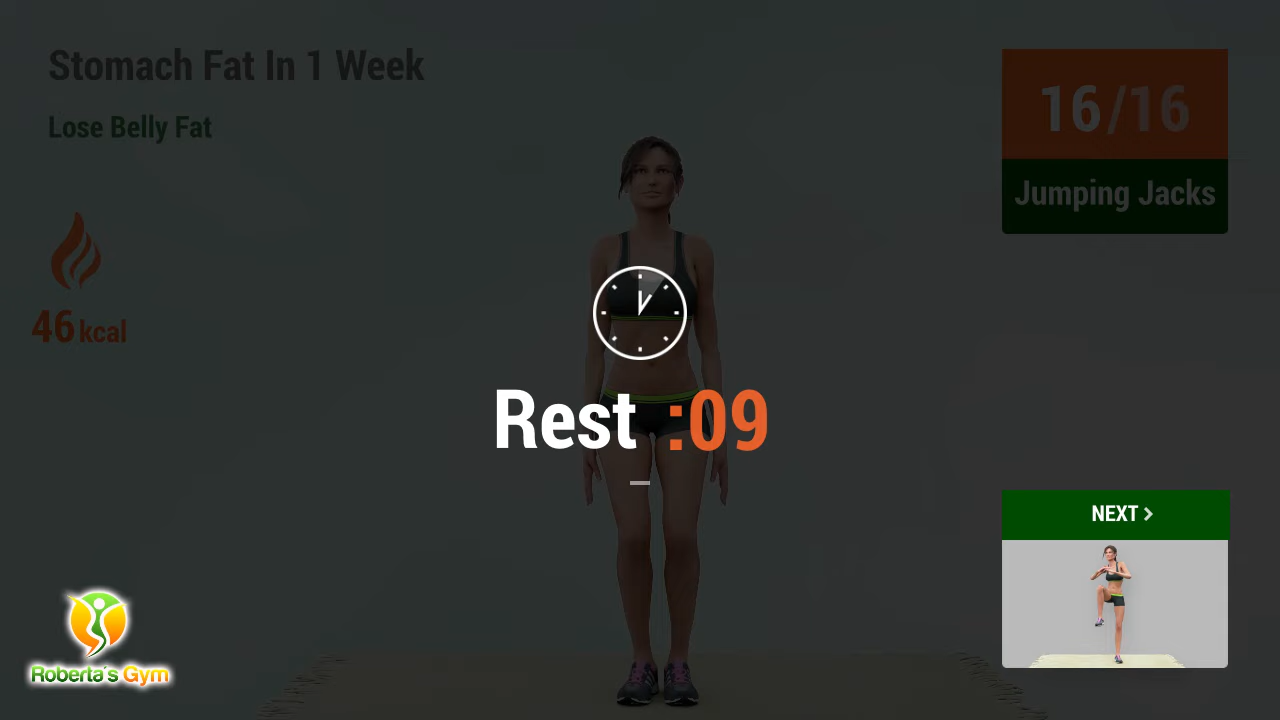 Stomach Fat In 1 Week
Lose Belly Fat
16/16
Jumping Jacks
46 kcal
Rest :09
NEXT
Roberta´s Gym